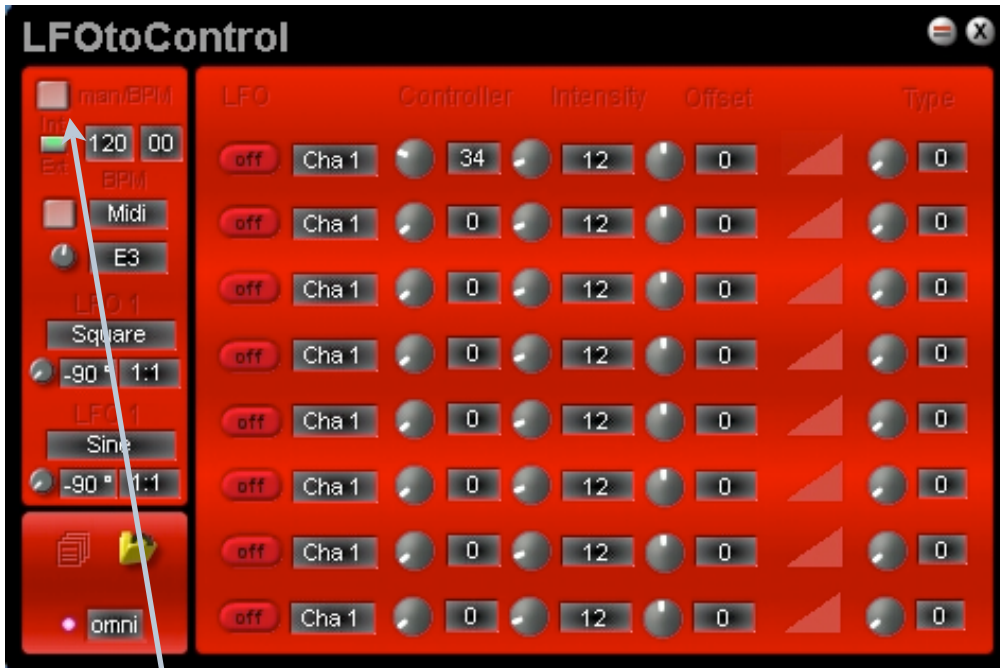 LFOtoControl
man/BPM
Int
120 00
Ext
BPM
Midi
E3
LFO 1
Square
-90 ° 1:1
LFO 1
Sine
-90 ° 1:1
omni
LFO Controller Intensity Offset Type
off Cha 1 34 12 0 0
off Cha 1 0 12 0 0
off Cha 1 0 12 0 0
off Cha 1 0 12 0 0
off Cha 1 0 12 0 0
off Cha 1 0 12 0 0
off Cha 1 0 12 0 0
off Cha 1 0 12 0 0